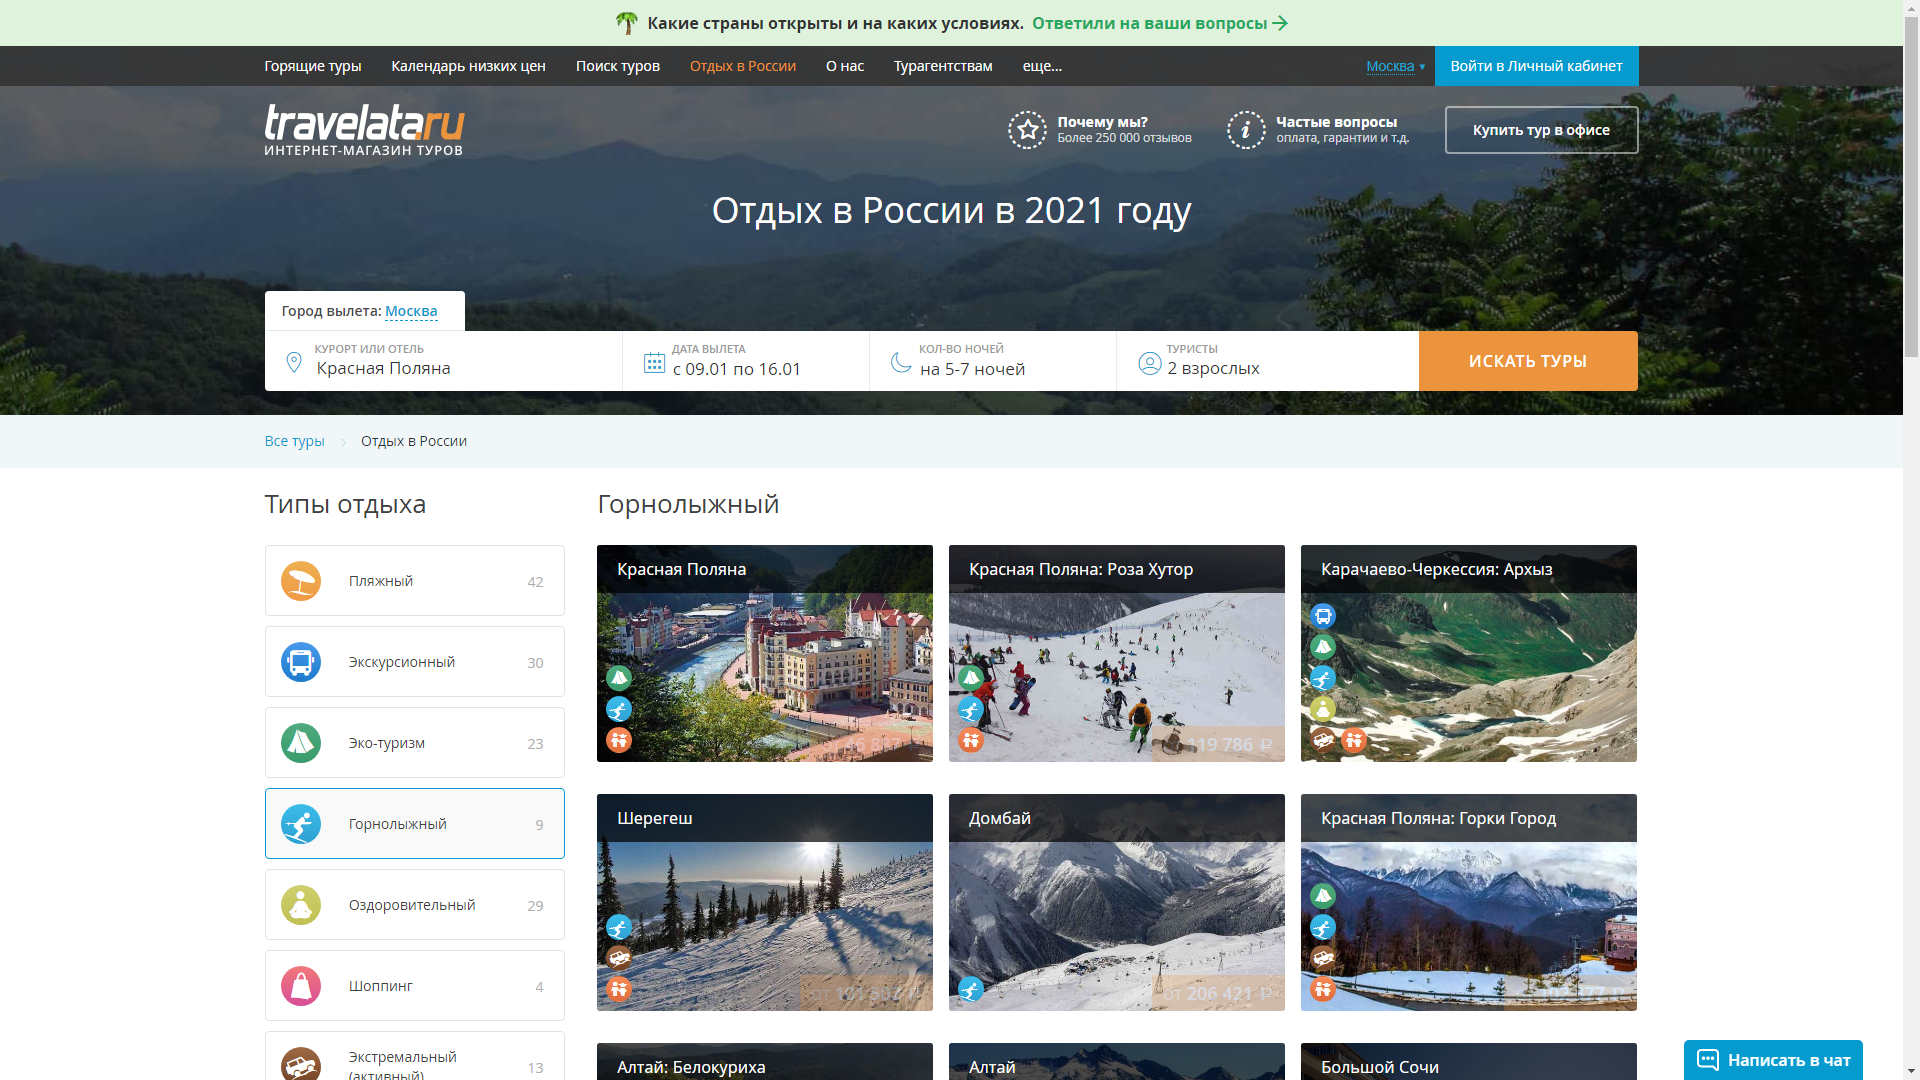 Какие страны открыты и на каких условиях. Ответили на ваши вопросы →
Горящие туры Календарь низких цен Поиск туров Отдых в России О нас Турагентствам еще... Москва ▾ Войти в Личный кабинет
travelata.ru
ИНТЕРНЕТ-МАГАЗИН ТУРОВ
Почему мы?
Более 250 000 отзывов
Частые вопросы
оплата, гарантии и т.д.
Купить тур в офисе
Отдых в России в 2021 году
Город вылета: Москва
КУРОРТ ИЛИ ОТЕЛЬ
Красная Поляна
ДАТА ВЫЛЕТА
с 09.01 по 16.01
КОЛ-ВО НОЧЕЙ
на 5-7 ночей
ТУРИСТЫ
2 взрослых
ИСКАТЬ ТУРЫ
Все туры Отдых в России
Типы отдыха
Пляжный 42
Экскурсионный 30
Эко-туризм 23
Горнолыжный 9
Оздоровительный 29
Шоппинг 4
Экстремальный
(активный) 13
Горнолыжный
Красная Поляна
Красная Поляна: Роза Хутор
119 786 ₽
Карачаево-Черкессия: Архыз
Шерегеш
Домбай
от 206 421 ₽
Красная Поляна: Горки Город
Алтай: Белокуриха
Алтай
Большой Сочи
Написать в чат